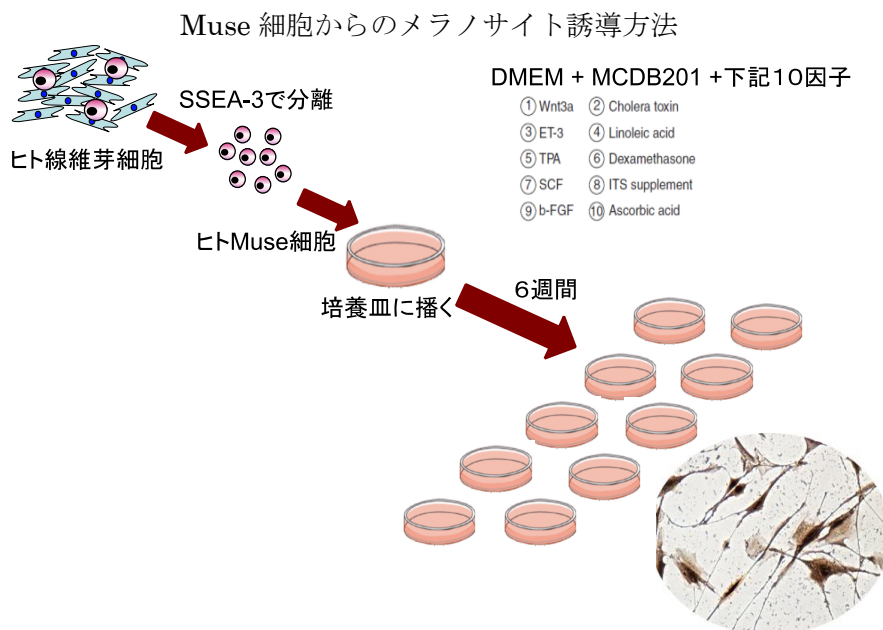 Muse 細胞からのメラノサイト誘導方法
SSEA-3で分離
ヒト線維芽細胞
ヒトMuse細胞
培養皿に播く
6週間
DMEM + MCDB201 +下記10因子
① Wnt3a ② Cholera toxin
③ ET-3 ④ Linoleic acid
⑤ TPA ⑥ Dexamethasone
⑦ SCF ⑧ ITS supplement
⑨ b-FGF ⑩ Ascorbic acid